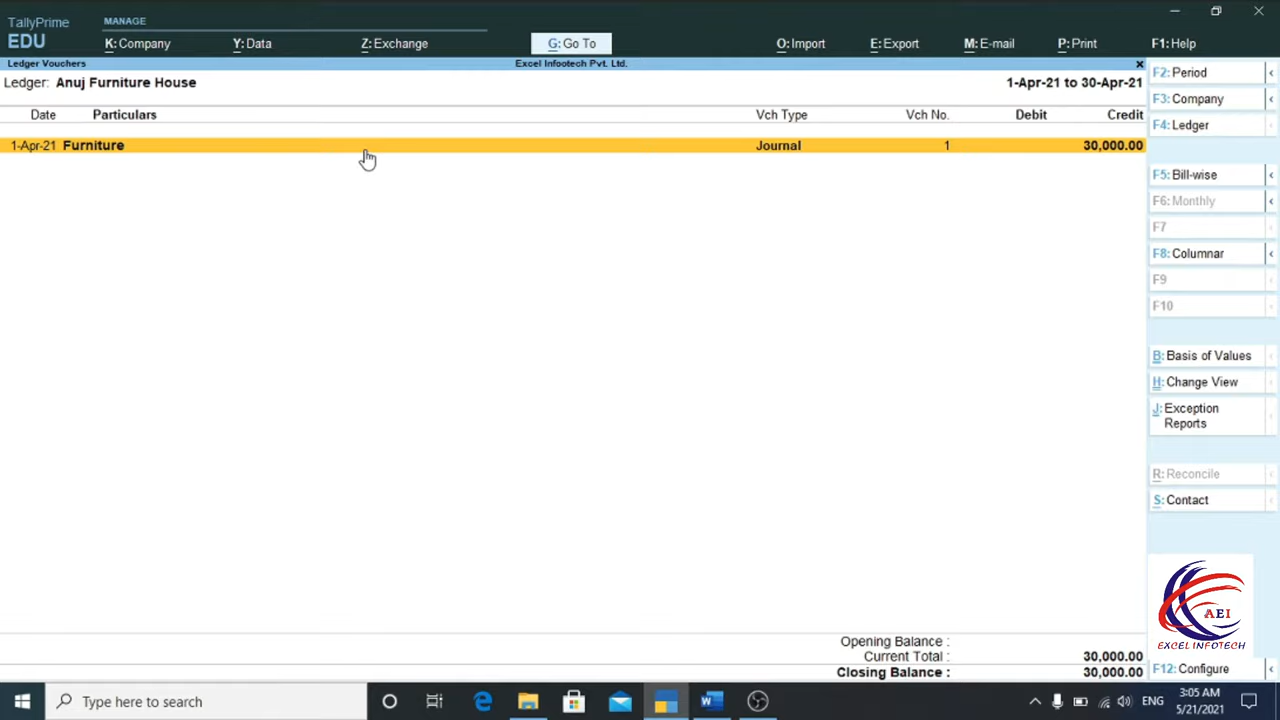 TallyPrime
EDU
MANAGE
K: Company Y: Data Z: Exchange G: Go To O: Import E: Export M: E-mail P: Print F1: Help
Ledger Vouchers Excel Infotech Pvt. Ltd. ×
Ledger: Anuj Furniture House 1-Apr-21 to 30-Apr-21
Date Particulars Vch Type Vch No. Debit Credit
1-Apr-21 Furniture Journal 1 30,000.00
Opening Balance :
Current Total : 30,000.00
Closing Balance : 30,000.00
F2: Period
F3: Company
F4: Ledger
F5: Bill-wise
F6: Monthly
F7
F8: Columnar
F9
F10
B: Basis of Values
H: Change View
J: Exception
Reports
R: Reconcile
S: Contact
AEI
EXCEL INFOTECH
F12: Configure
Type here to search
ENG
3:05 AM
5/21/2021